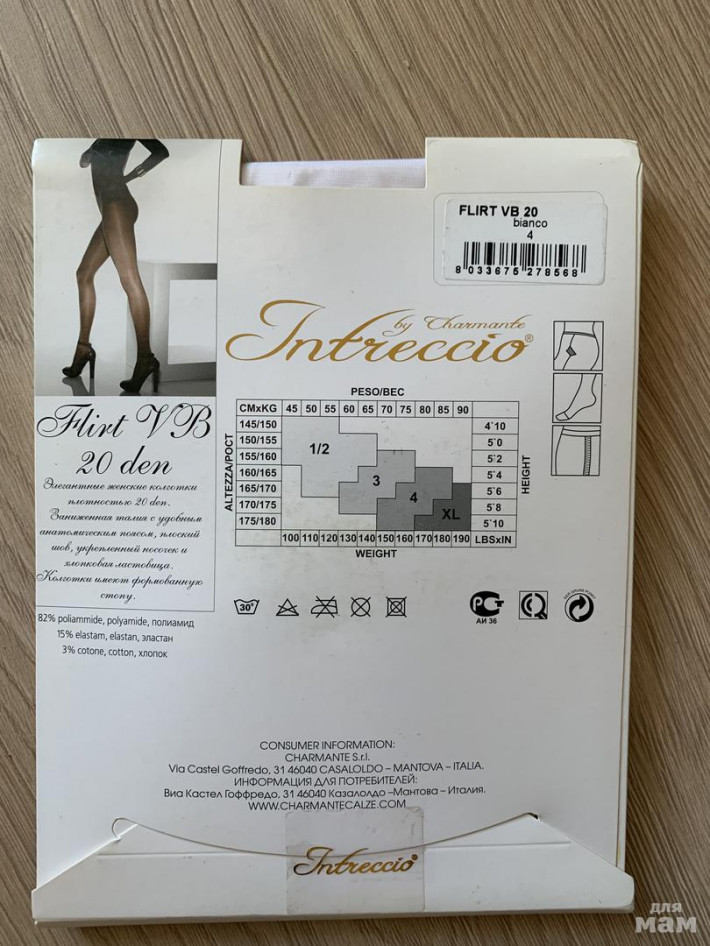 FLIRT VB 20
bianco
4
8 033675 278568
by Charmante
Intreccio®
Flirt VB
20 den
Элегантные женские колготки
плотностью 20 den.
Заниженная талия с удобным
анатомическим поясом, плоский
шов, укрепленный носочек и
хлопковая ластовица.
Колготки имеют формованную
стопу.
82% poliammide, polyamide, полиамид
15% elastam, elastan, эластан
3% cotone, cotton, хлопок
PESO/ВЕС
CMxKG 45 50 55 60 65 70 75 80 85 90
ALTEZZA/РОСТ
145/150 4`10
150/155 1/2 5`0
155/160 5`2
160/165 3 5`4
165/170 4 5`6
170/175 XL 5`8
175/180 5`10
HEIGHT
100 110 120 130 140 150 160 170 180 190 LBSxIN
WEIGHT
30°
РСТ
АИ 36
CONSUMER INFORMATION:
CHARMANTE S.r.l.
Via Castel Goffredo, 31 46040 CASALOLDO – MANTOVA – ITALIA.
ИНФОРМАЦИЯ ДЛЯ ПОТРЕБИТЕЛЕЙ:
Виа Кастел Гоффредо, 31 46040 Казалолдо –Мантова – Италия.
WWW.CHARMANTECALZE.COM
Intreccio®
для
мам